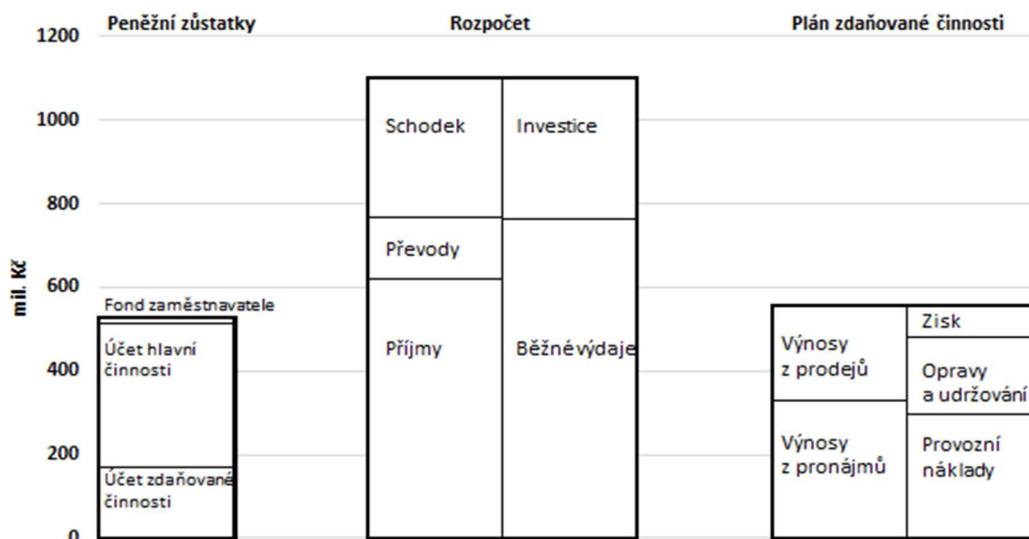 Peněžní zůstatky
Rozpočet
Plán zdaňované činnosti
mil. Kč
1200
1000
800
600
400
200
0
Fond zaměstnavatele
Účet hlavní
činnosti
Účet zdaňované
činnosti
Schodek
Převody
Příjmy
Investice
Běžné výdaje
Výnosy
z prodejů
Výnosy
z pronájmů
Zisk
Opravy
a udržování
Provozní
náklady